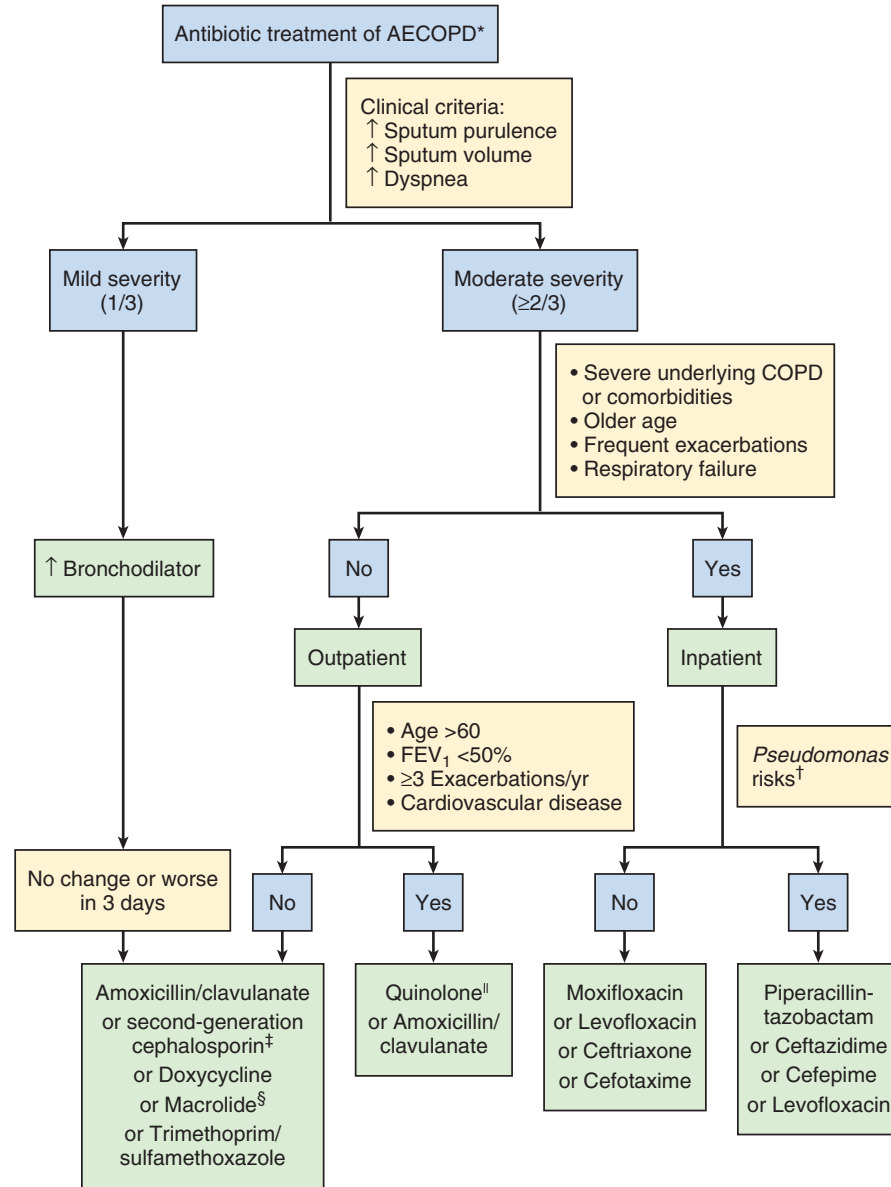 Antibiotic treatment of AECOPD*
Clinical criteria:
↑ Sputum purulence
↑ Sputum volume
↑ Dyspnea
Mild severity
(1/3)
Moderate severity
(≥2/3)
• Severe underlying COPD
or comorbidities
• Older age
• Frequent exacerbations
• Respiratory failure
↑ Bronchodilator
No
Yes
Outpatient
Inpatient
• Age >60
• FEV₁ <50%
• ≥3 Exacerbations/yr
• Cardiovascular disease
Pseudomonas
risks†
No change or worse
in 3 days
No
Yes
No
Yes
Amoxicillin/clavulanate
or second-generation
cephalosporin‡
or Doxycycline
or Macrolide§
or Trimethoprim/
sulfamethoxazole
Quinolone||
or Amoxicillin/
clavulanate
Moxifloxacin
or Levofloxacin
or Ceftriaxone
or Cefotaxime
Piperacillin-
tazobactam
or Ceftazidime
or Cefepime
or Levofloxacin